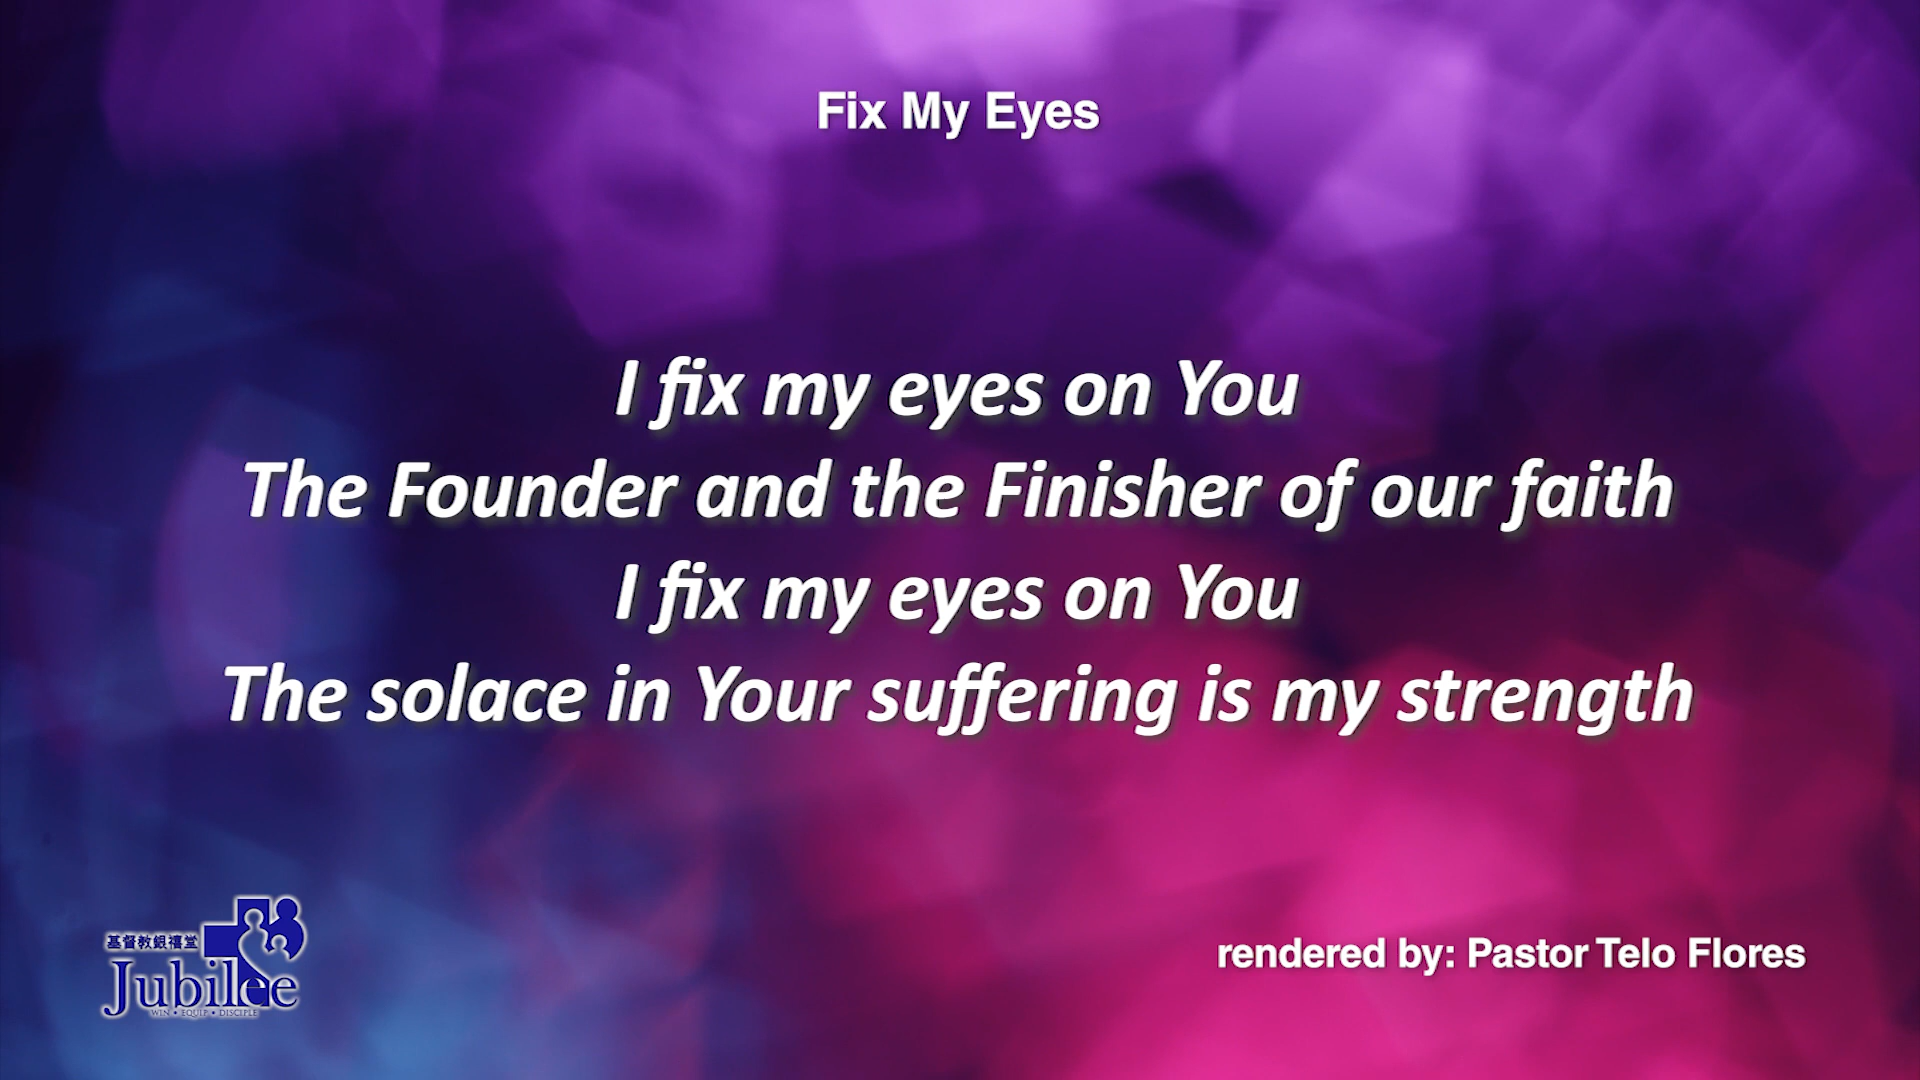 Fix My Eyes
I fix my eyes on You
The Founder and the Finisher of our faith
I fix my eyes on You
The solace in Your suffering is my strength
基督教銀禧堂
Jubilee
WIN • EQUIP • DISCIPLE
rendered by: Pastor Telo Flores